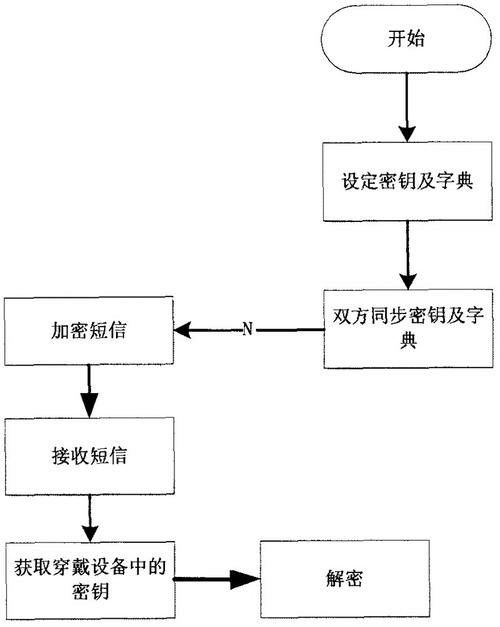 开始
设定密钥及字典
双方同步密钥及字
典
N
加密短信
接收短信
获取穿戴设备中的
密钥
解密